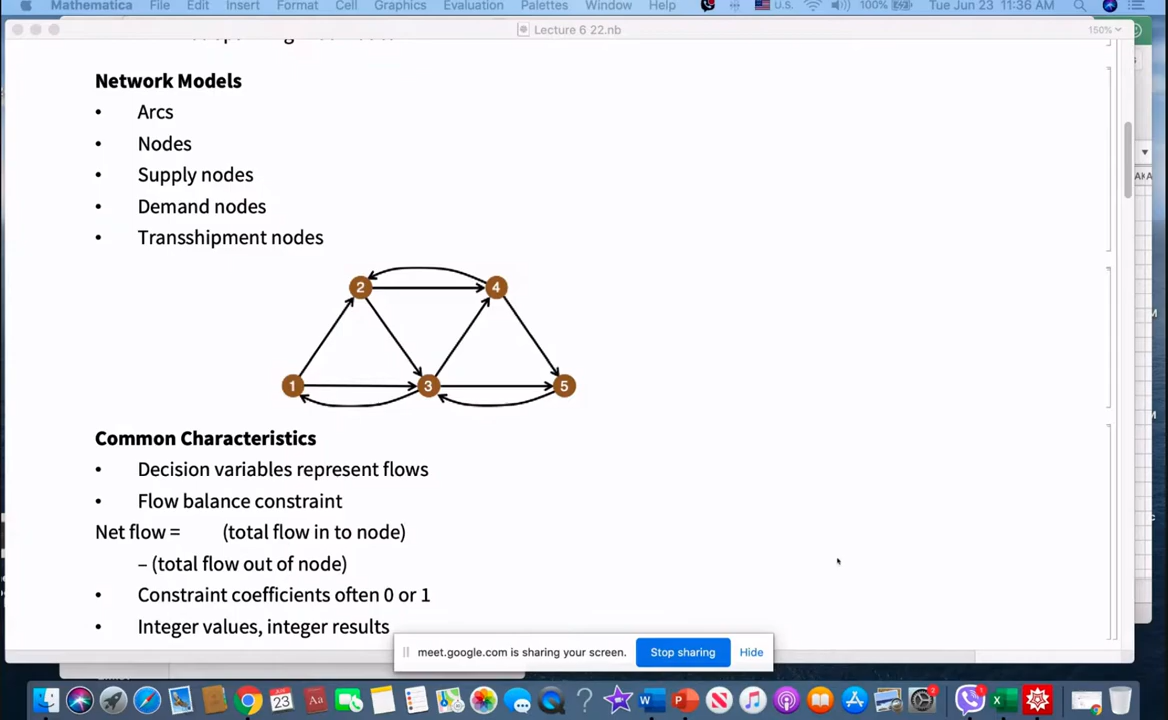 Mathematica File Edit Insert Format Cell Graphics Evaluation Palettes Window Help U.S. 100% Tue Jun 23 11:36 AM
Lecture 6 22.nb 150%
Network Models
• Arcs
• Nodes
• Supply nodes
• Demand nodes
• Transshipment nodes
2 4
1 3 5
Common Characteristics
• Decision variables represent flows
• Flow balance constraint
Net flow = (total flow in to node)
– (total flow out of node)
• Constraint coefficients often 0 or 1
• Integer values, integer results
meet.google.com is sharing your screen. Stop sharing Hide
23